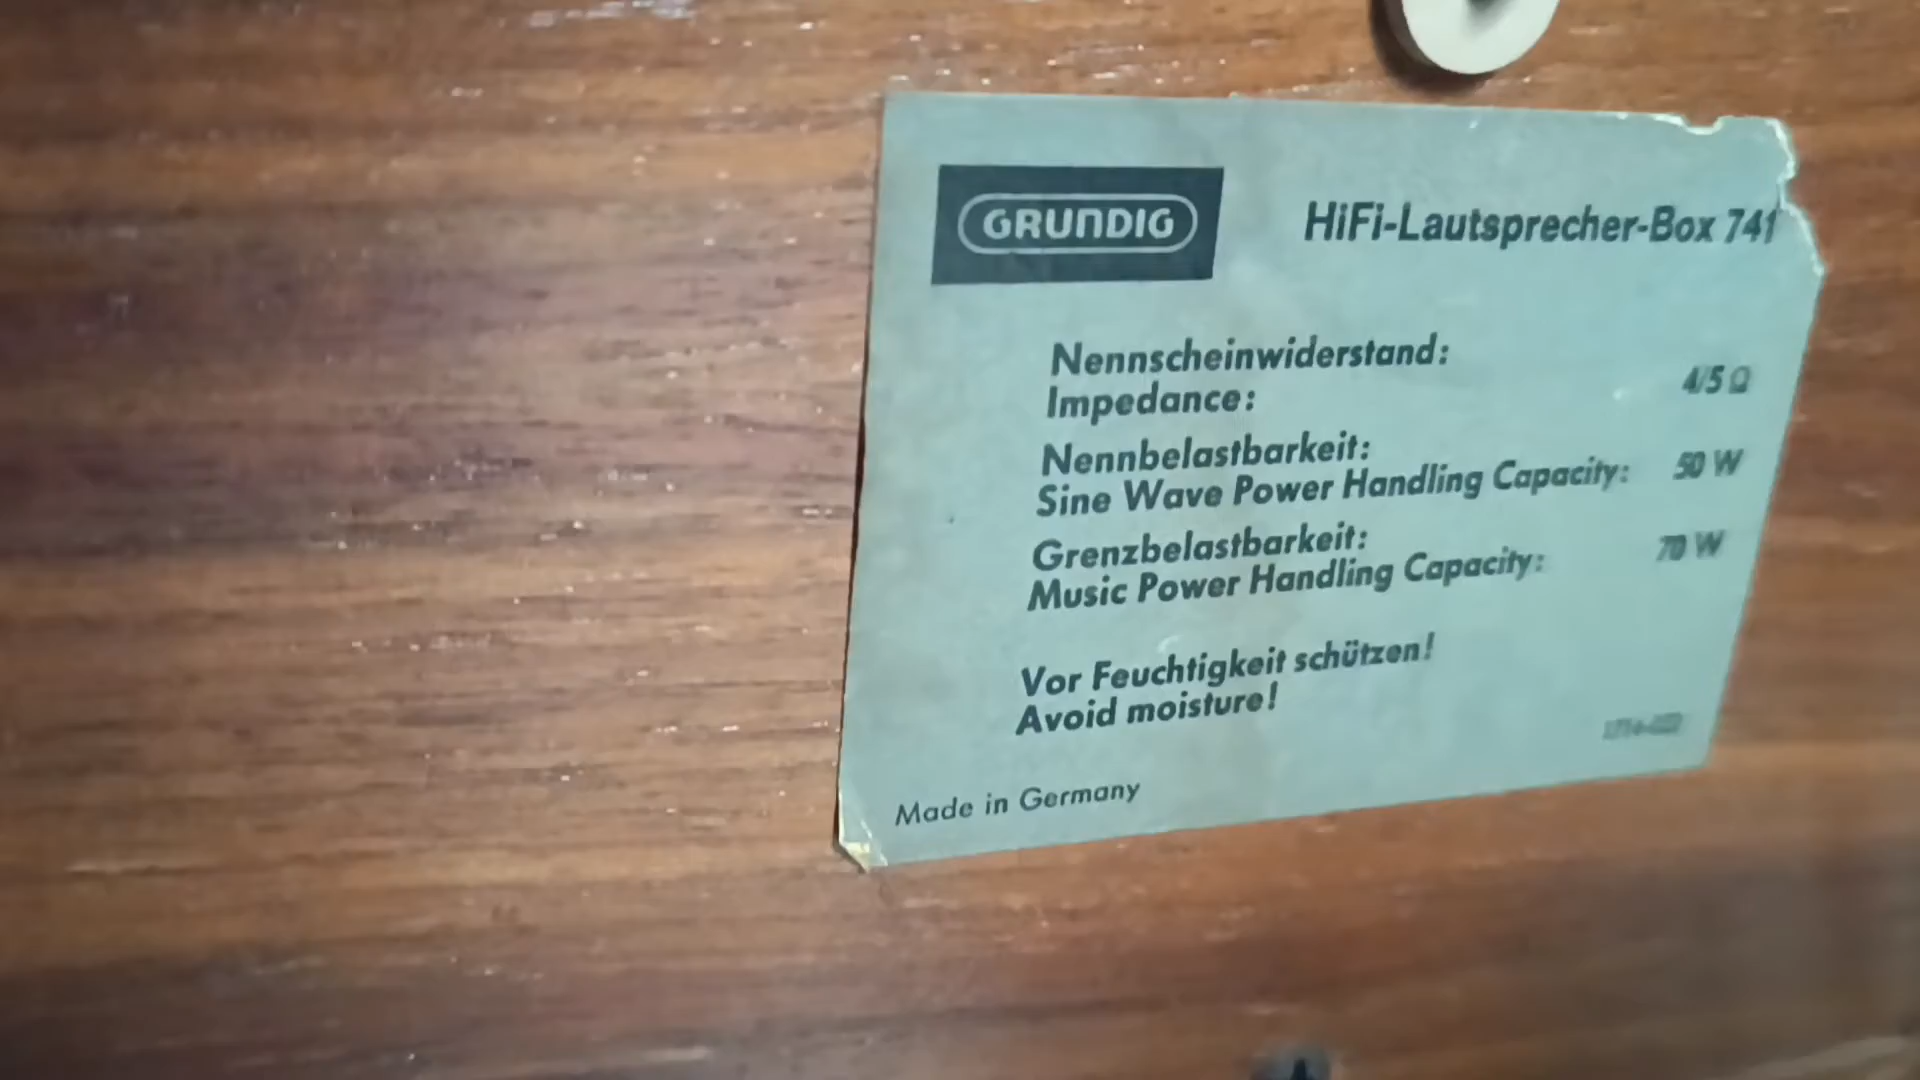 GRUNDIG
HiFi-Lautsprecher-Box 741
Nennscheinwiderstand:
Impedance:
4/5 Ω
Nennbelastbarkeit:
Sine Wave Power Handling Capacity: 50 W
Grenzbelastbarkeit:
Music Power Handling Capacity: 70 W
Vor Feuchtigkeit schützen!
Avoid moisture!
Made in Germany